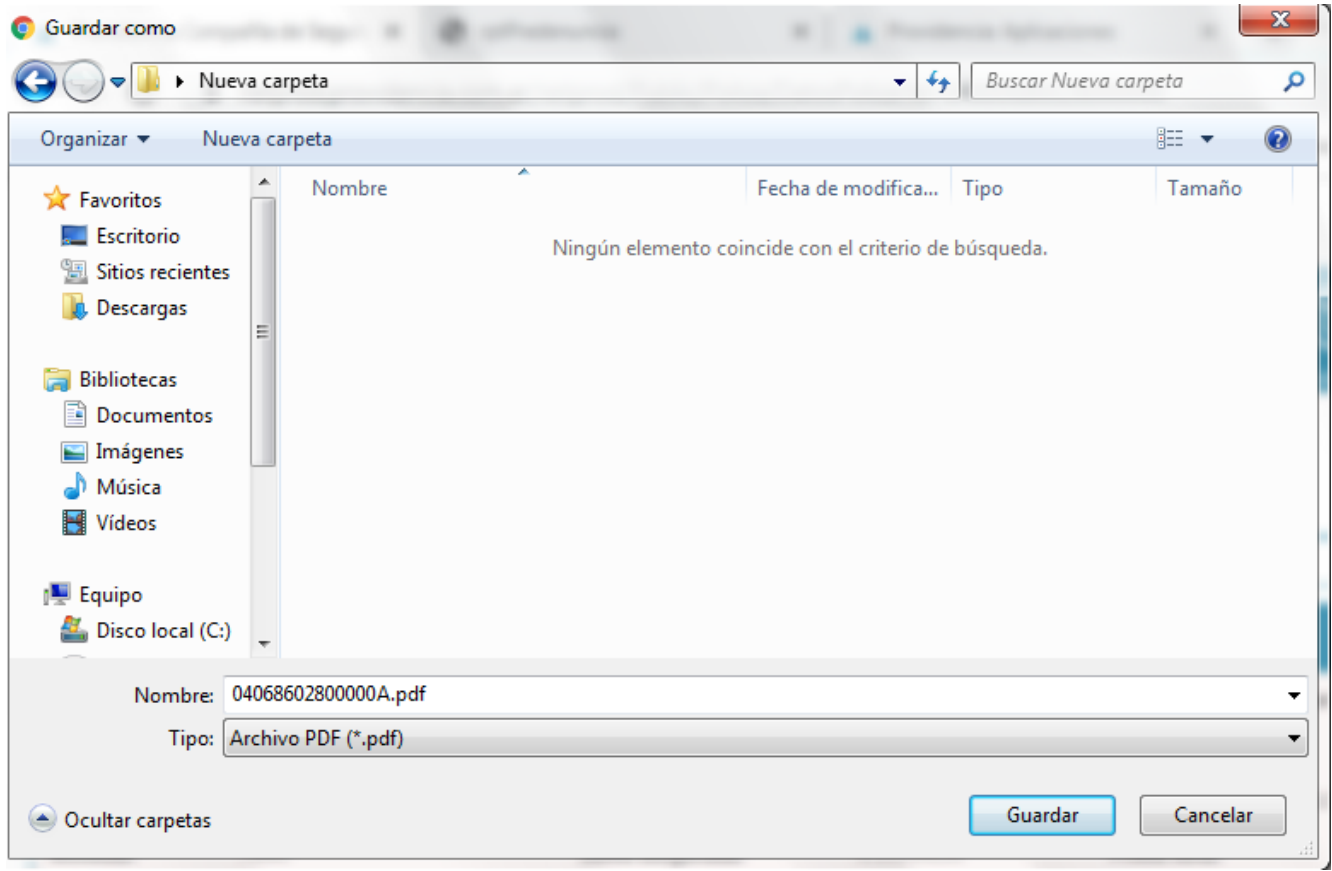 Guardar como
Nueva carpeta
Buscar Nueva carpeta
Organizar Nueva carpeta
Nombre Fecha de modifica... Tipo Tamaño
Ningún elemento coincide con el criterio de búsqueda.
Favoritos
Escritorio
Sitios recientes
Descargas
Bibliotecas
Documentos
Imágenes
Música
Vídeos
Equipo
Disco local (C:)
Nombre: 04068602800000A.pdf
Tipo: Archivo PDF (*.pdf)
Ocultar carpetas
Guardar Cancelar